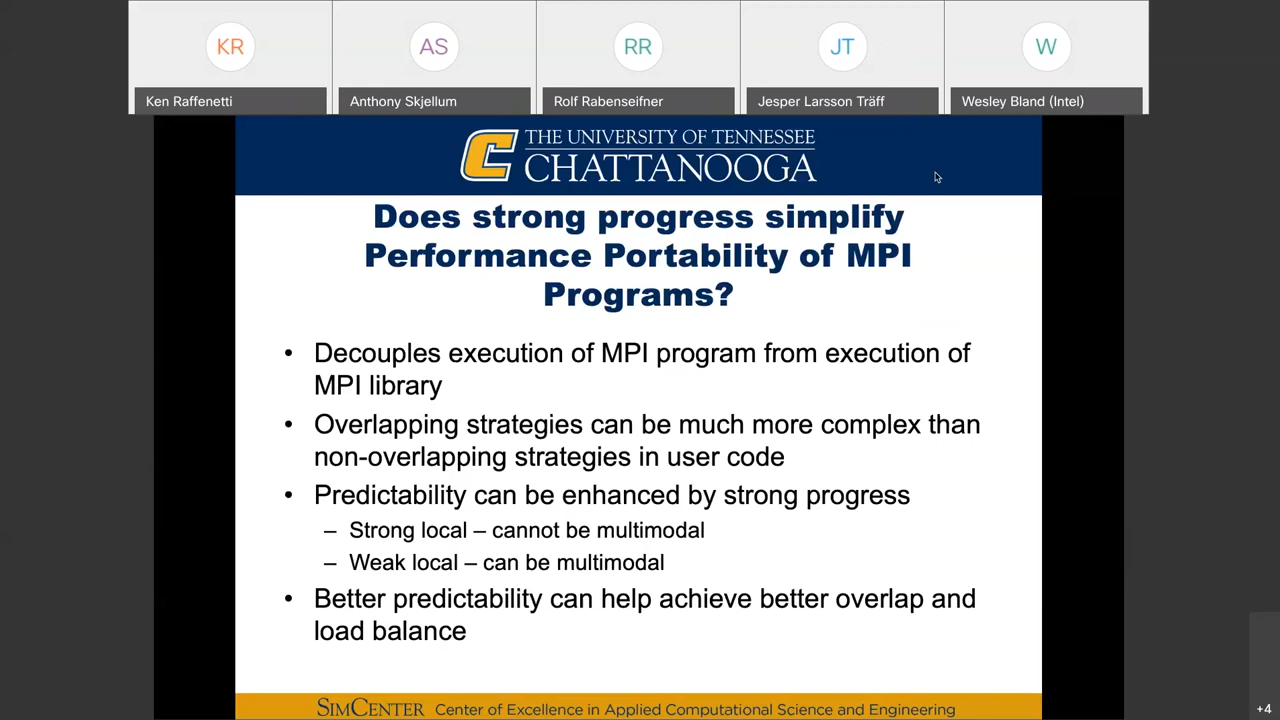 KR
AS
RR
JT
W
Ken Raffenetti
Anthony Skjellum
Rolf Rabenseifner
Jesper Larsson Träff
Wesley Bland (Intel)
THE UNIVERSITY OF TENNESSEE
CHATTANOOGA
Does strong progress simplify
Performance Portability of MPI
Programs?
• Decouples execution of MPI program from execution of
MPI library
• Overlapping strategies can be much more complex than
non-overlapping strategies in user code
• Predictability can be enhanced by strong progress
– Strong local – cannot be multimodal
– Weak local – can be multimodal
• Better predictability can help achieve better overlap and
load balance
SIMCENTER Center of Excellence in Applied Computational Science and Engineering
+4